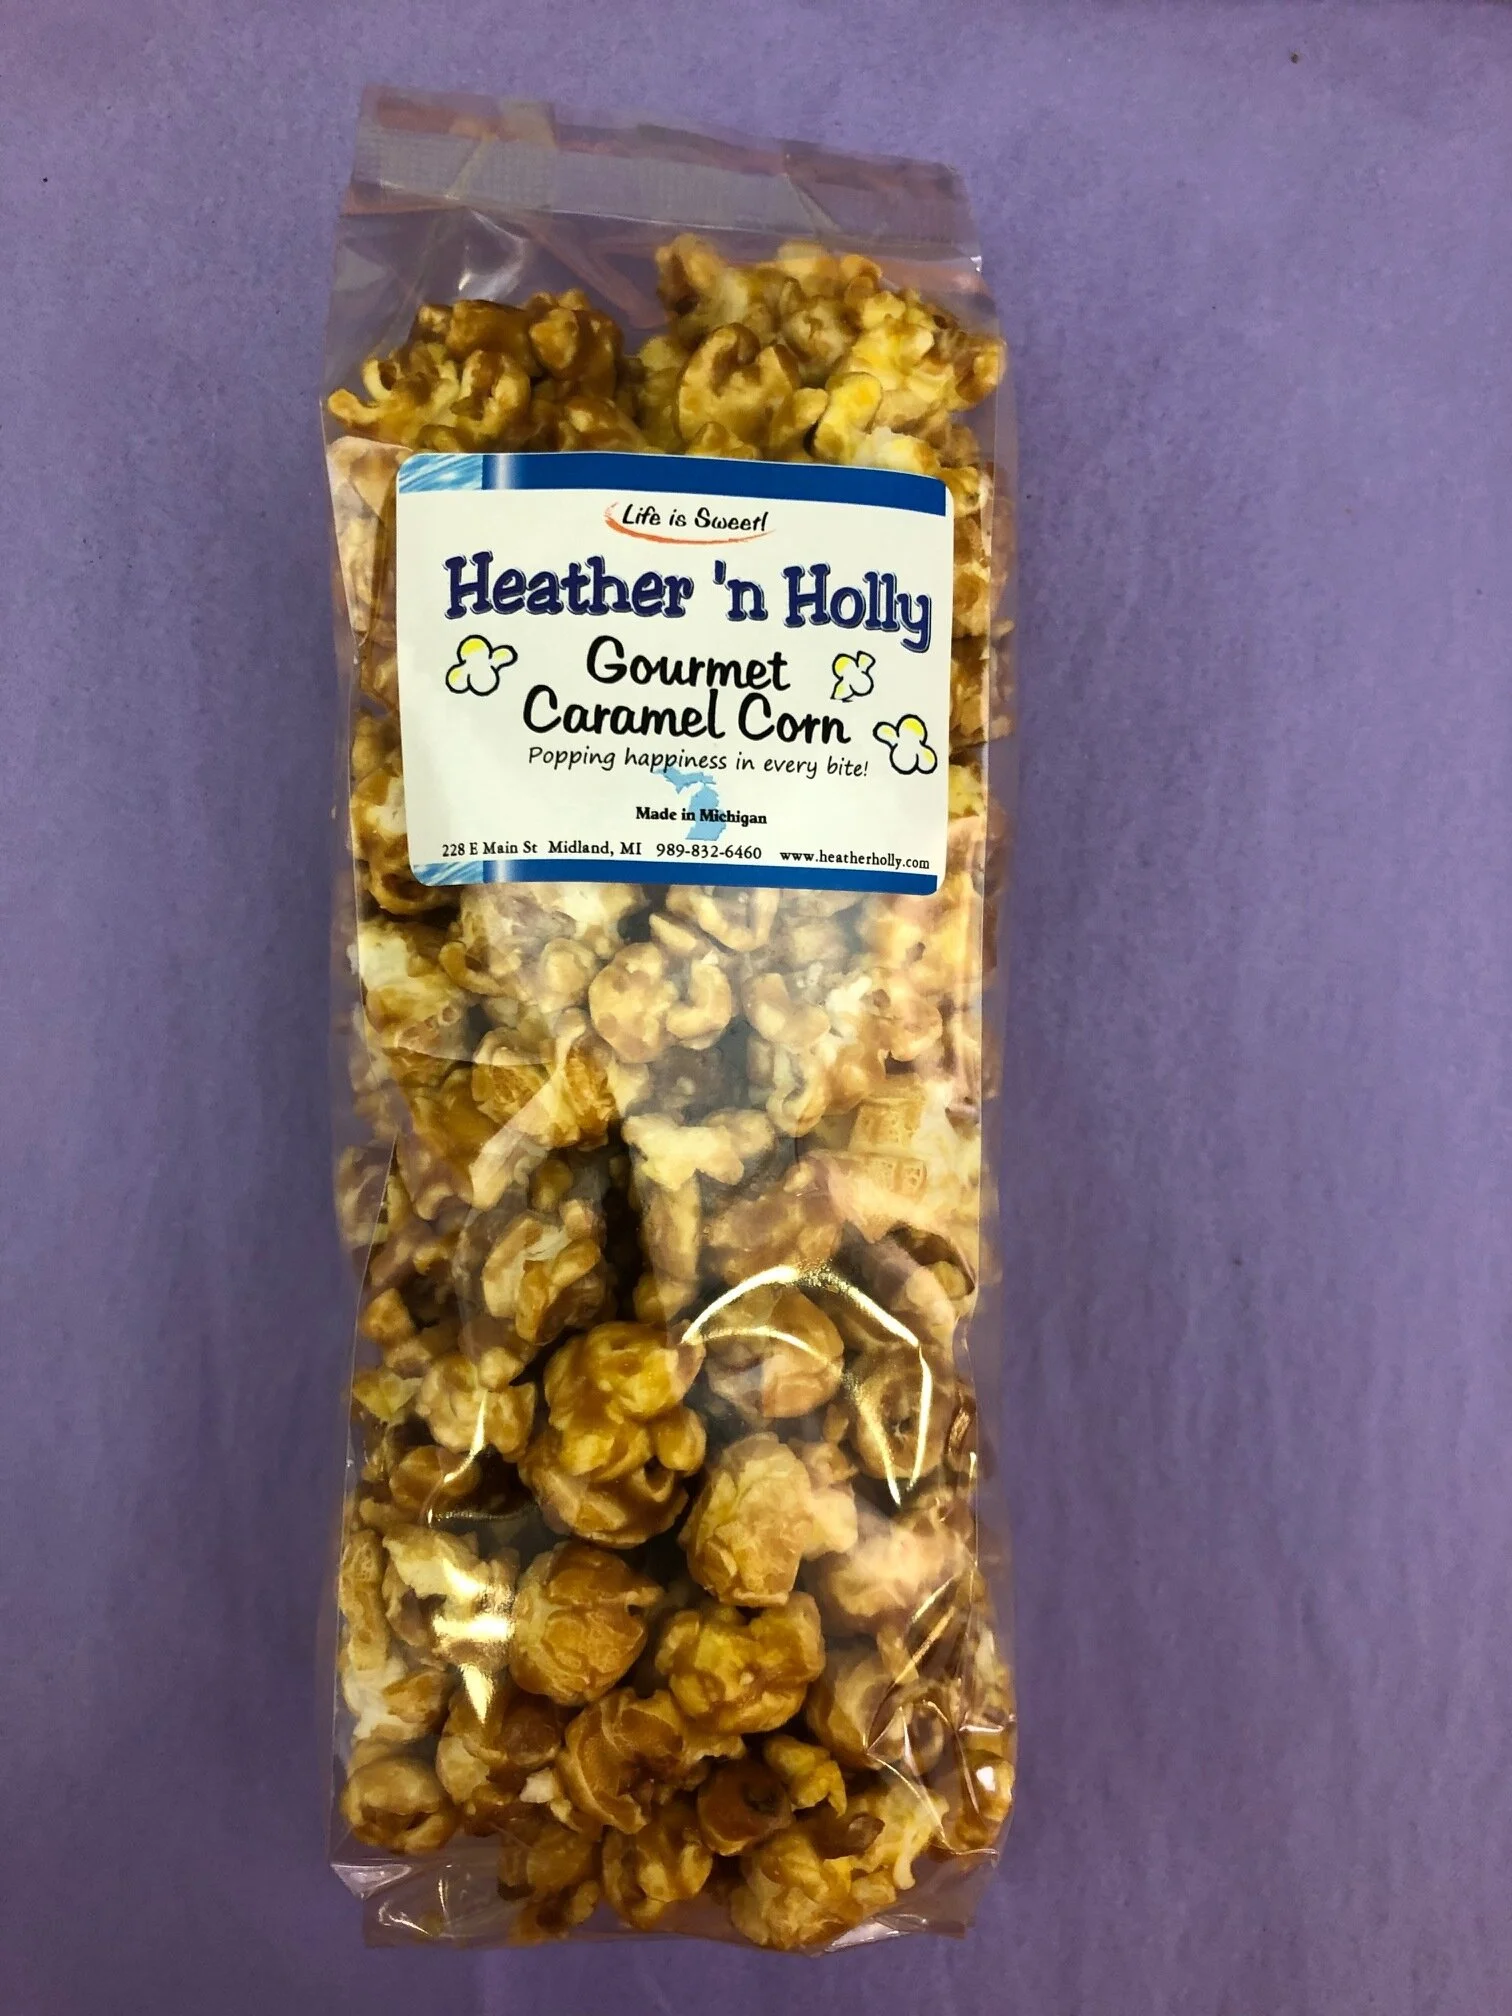 Life is Sweet!
Heather 'n Holly
Gourmet
Caramel Corn
Popping happiness in every bite!
Made in Michigan
228 E Main St Midland, MI 989-832-6460 www.heatherholly.com